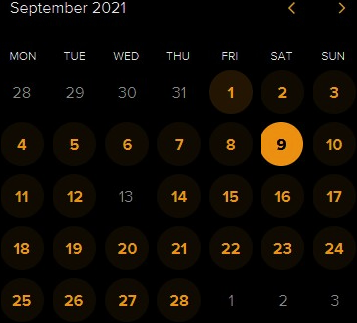 September 2021
MON TUE WED THU FRI SAT SUN
28 29 30 31 1 2 3
4 5 6 7 8 9 10
11 12 13 14 15 16 17
18 19 20 21 22 23 24
25 26 27 28 1 2 3